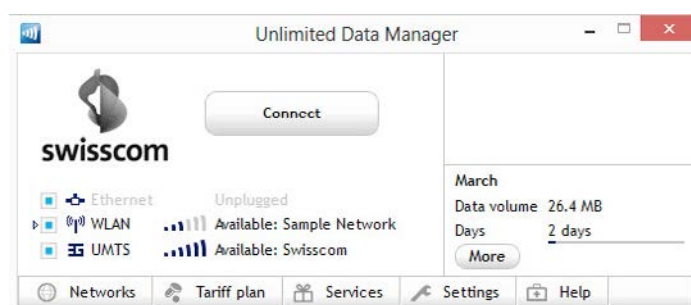 Unlimited Data Manager
swisscom
Connect
Ethernet Unplugged
WLAN Available: Sample Network
3G UMTS Available: Swisscom
March
Data volume 26.4 MB
Days 2 days
More
Networks Tariff plan Services Settings Help